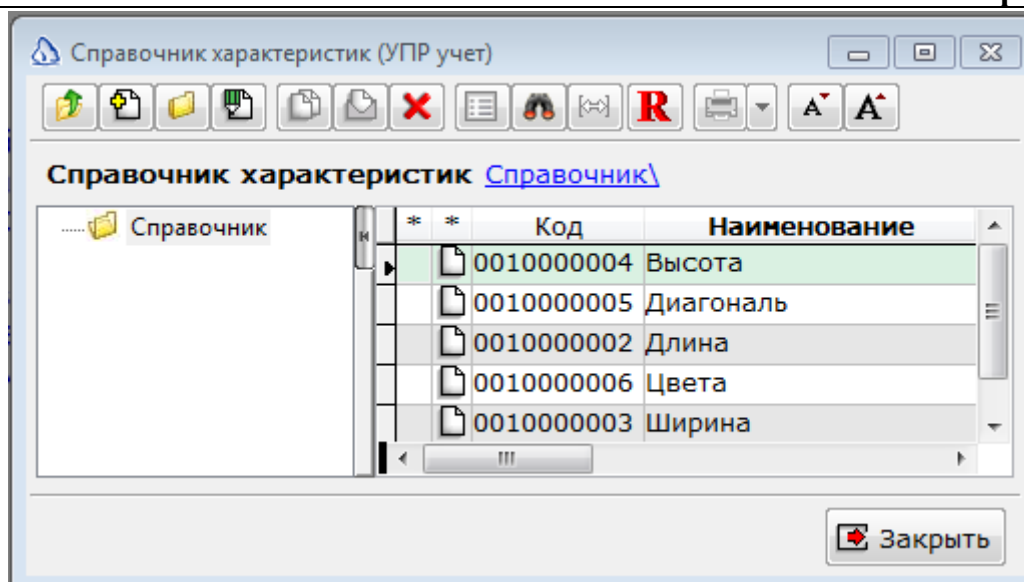 Справочник характеристик (УПР учет)
R A A
Справочник характеристик Справочник\
Справочник
* * Код Наименование
0010000004 Высота
0010000005 Диагональ
0010000002 Длина
0010000006 Цвета
0010000003 Ширина
Закрыть